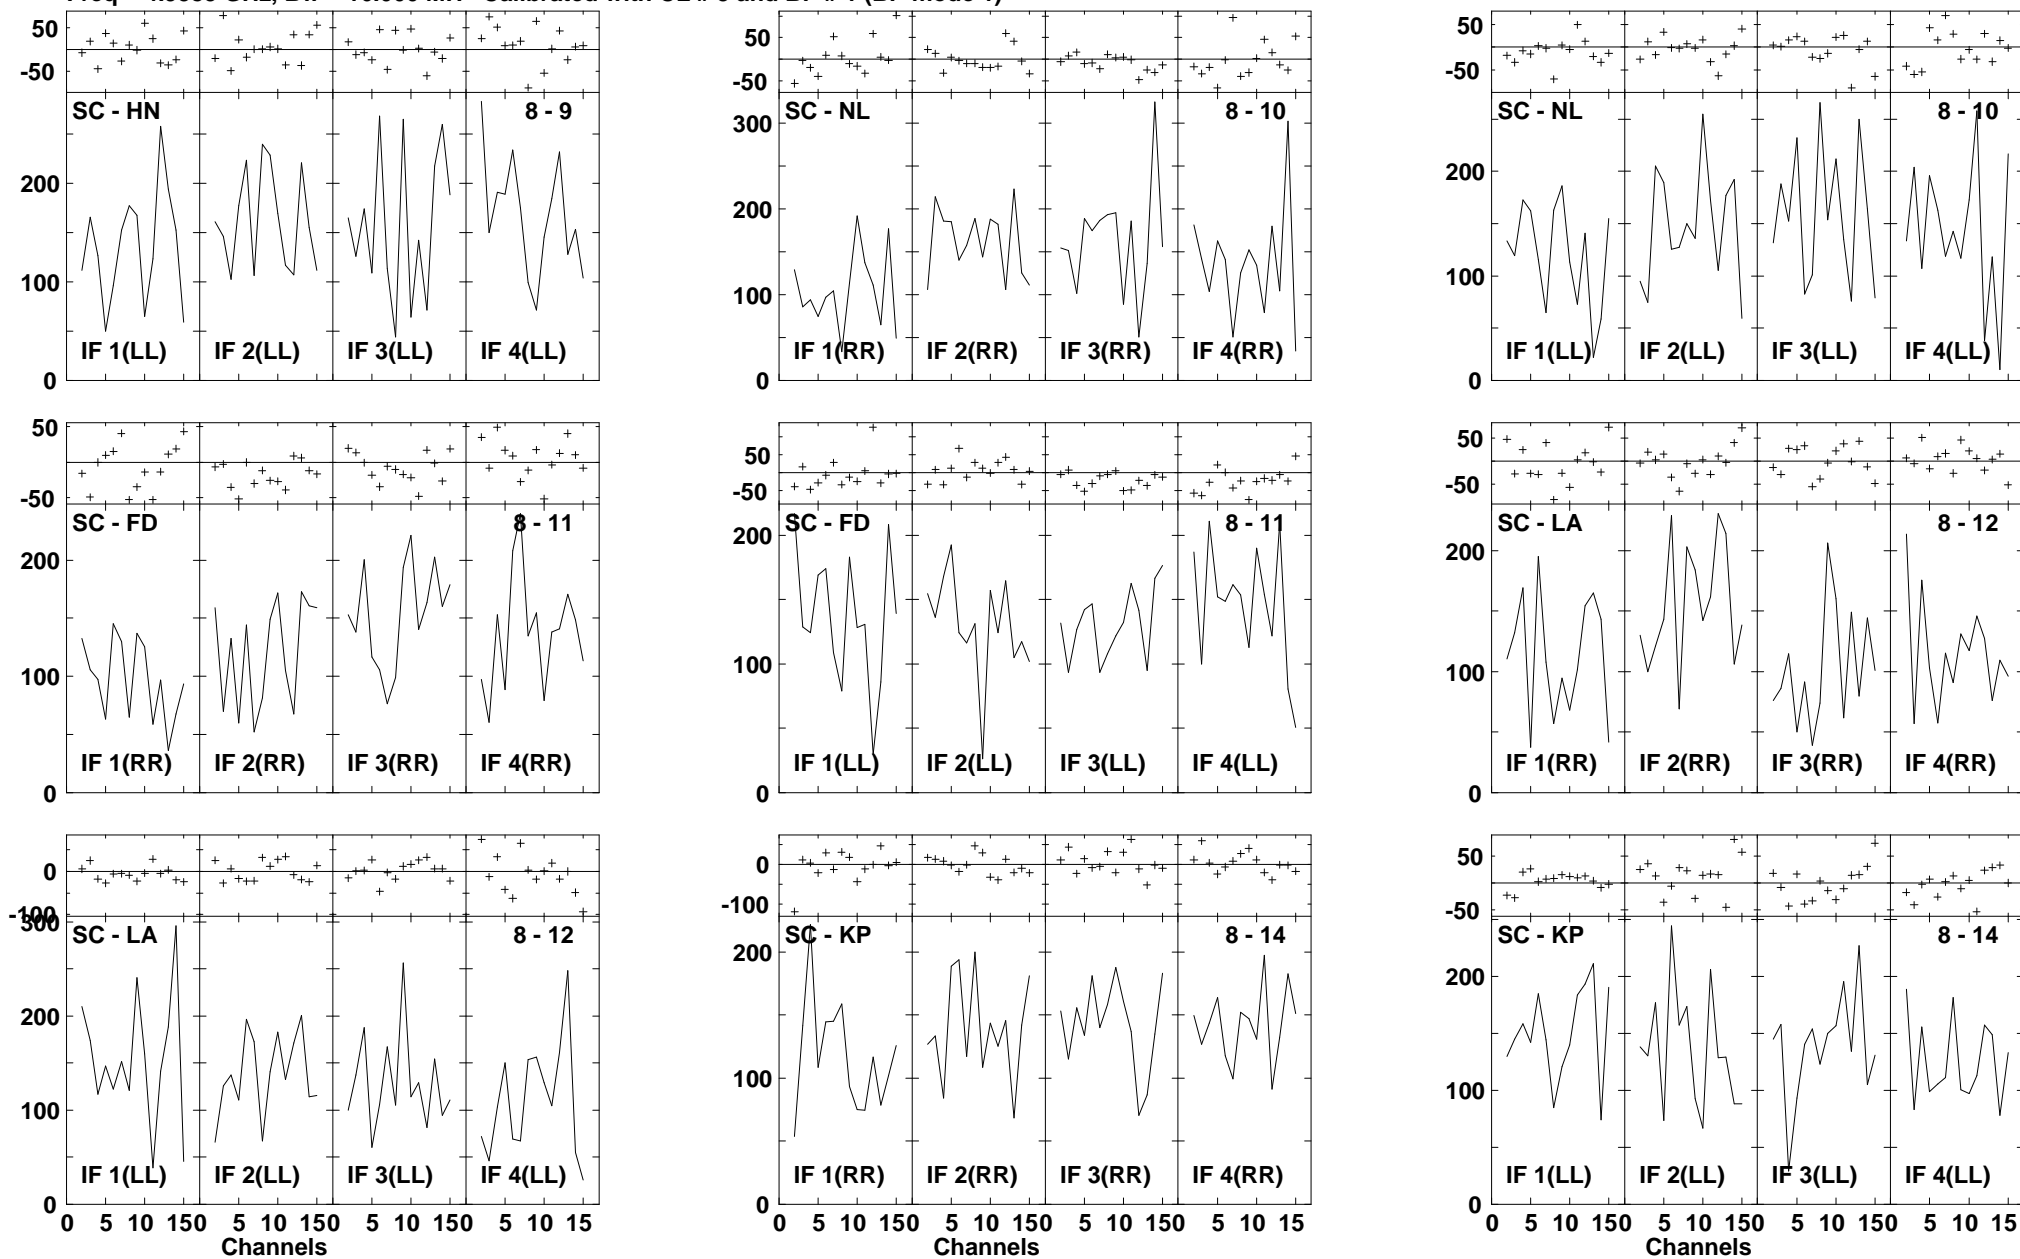 50
-50
SC - HN
8 - 9
200
100
0
IF 1(LL)
IF 2(LL)
IF 3(LL)
IF 4(LL)
50
-50
SC - NL
8 - 10
300
200
100
0
IF 1(RR)
IF 2(RR)
IF 3(RR)
IF 4(RR)
50
-50
SC - NL
8 - 10
200
100
0
IF 1(LL)
IF 2(LL)
IF 3(LL)
IF 4(LL)
50
-50
SC - FD
8 - 11
200
100
0
IF 1(RR)
IF 2(RR)
IF 3(RR)
IF 4(RR)
50
-50
SC - FD
8 - 11
200
100
0
IF 1(LL)
IF 2(LL)
IF 3(LL)
IF 4(LL)
50
-50
SC - LA
8 - 12
200
100
0
IF 1(RR)
IF 2(RR)
IF 3(RR)
IF 4(RR)
0
-100
300
SC - LA
8 - 12
200
100
0
IF 1(LL)
IF 2(LL)
IF 3(LL)
IF 4(LL)
0 5 10 150 5 10 150 5 10 150 5 10 15
Channels
0
-100
SC - KP
8 - 14
200
100
0
IF 1(RR)
IF 2(RR)
IF 3(RR)
IF 4(RR)
0 5 10 150 5 10 150 5 10 150 5 10 15
Channels
50
-50
SC - KP
8 - 14
200
100
0
IF 1(LL)
IF 2(LL)
IF 3(LL)
IF 4(LL)
0 5 10 150 5 10 150 5 10 150 5 10 15
Channels